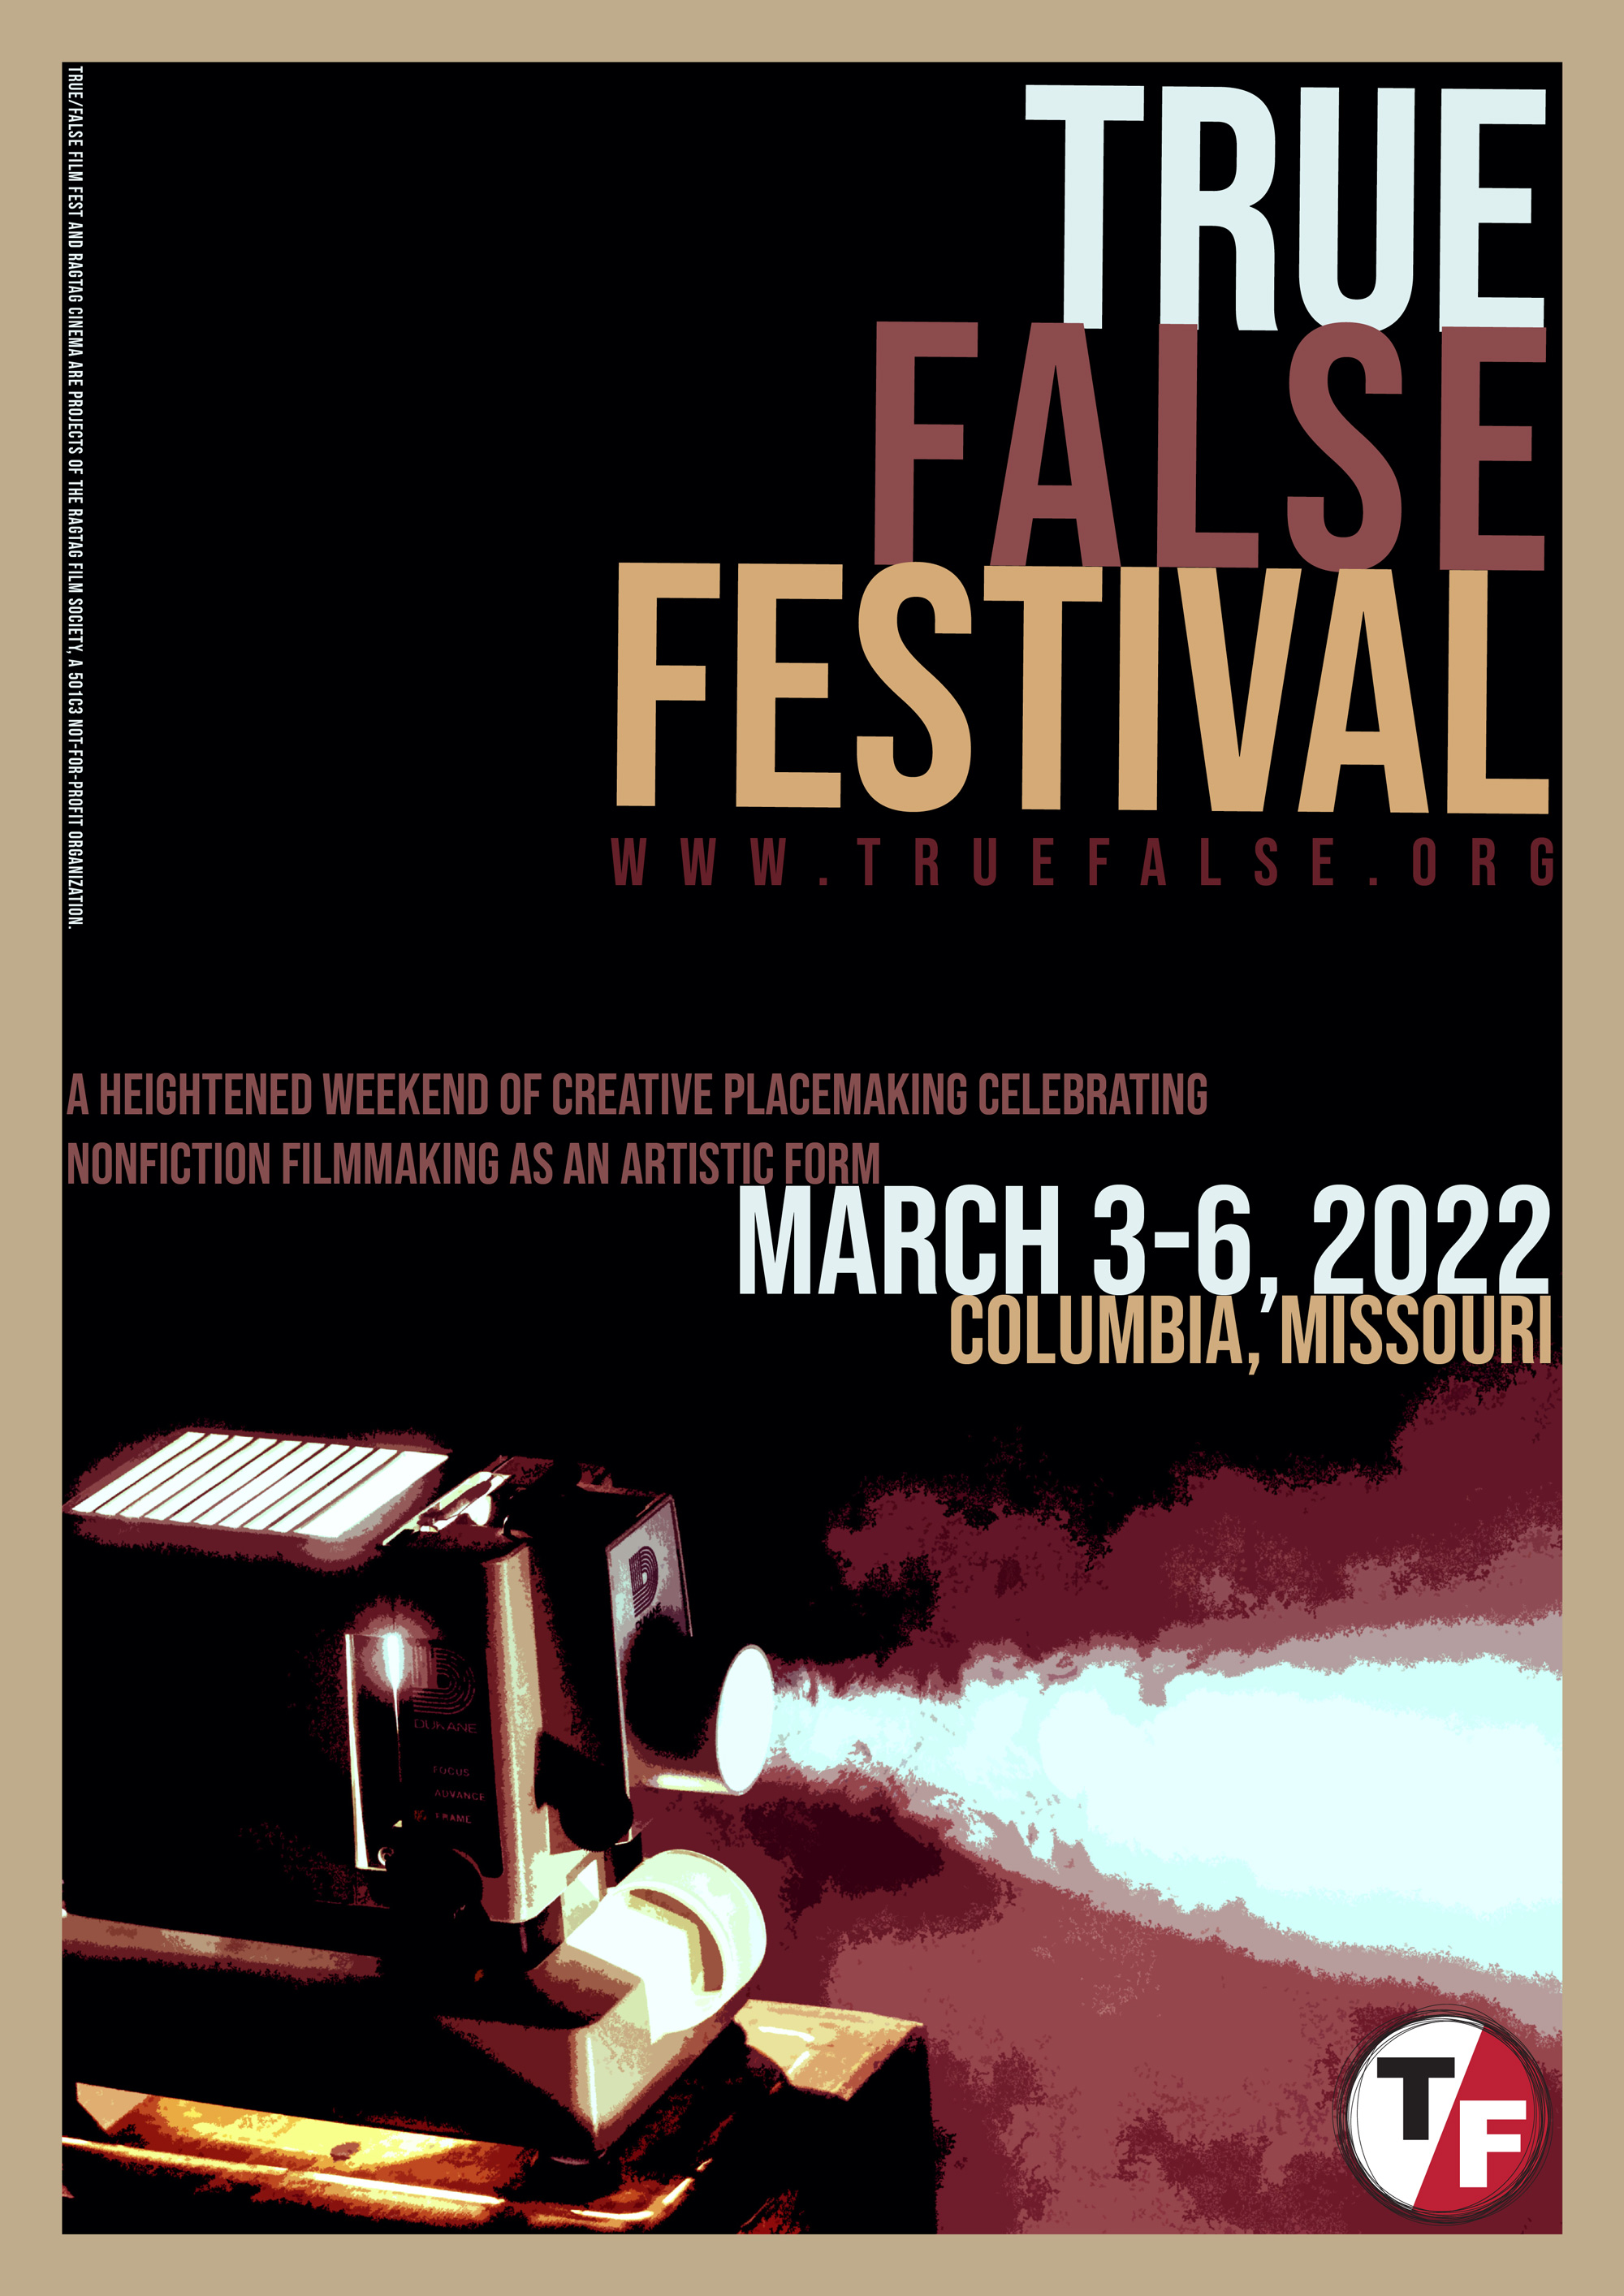 TRUE/FALSE FILM FEST AND RAGTAG CINEMA ARE PROJECTS OF THE RAGTAG FILM SOCIETY, A 501C3 NOT-FOR-PROFIT ORGANIZATION.
TRUE
FALSE
FESTIVAL
WWW.TRUEFALSE.ORG
A HEIGHTENED WEEKEND OF CREATIVE PLACEMAKING CELEBRATING
NONFICTION FILMMAKING AS AN ARTISTIC FORM
MARCH 3-6, 2022
COLUMBIA, MISSOURI
D
D
DUKANE
FOCUS
ADVANCE
FRAME
T/F